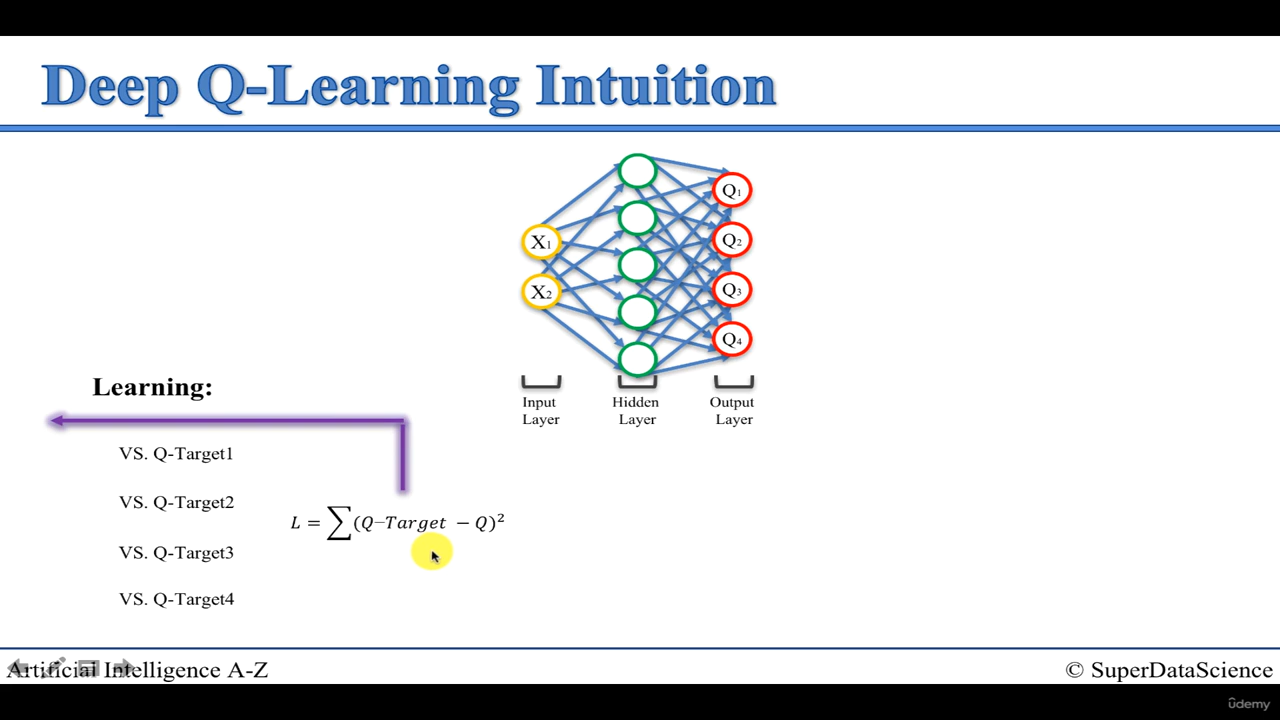 Deep Q-Learning Intuition
X1
X2
Q1
Q2
Q3
Q4
Input
Layer
Hidden
Layer
Output
Layer
Learning:
VS. Q-Target1
VS. Q-Target2
VS. Q-Target3
VS. Q-Target4
L = ∑(Q−Target − Q)²
Artificial Intelligence A-Z
© SuperDataScience
ûdemy